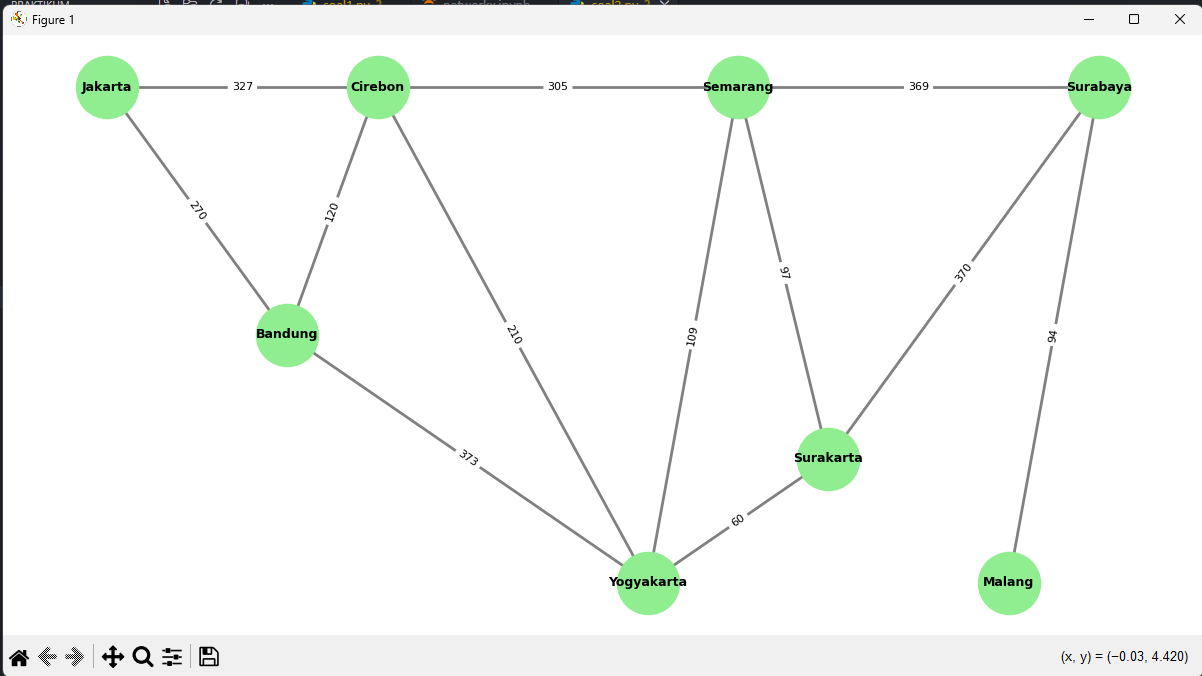 PRAKTIKUM
Figure 1
Jakarta
327
Cirebon
305
Semarang
369
Surabaya
270
120
97
370
210
109
94
Bandung
373
Surakarta
60
Yogyakarta
Malang
(x, y) = (−0.03, 4.420)